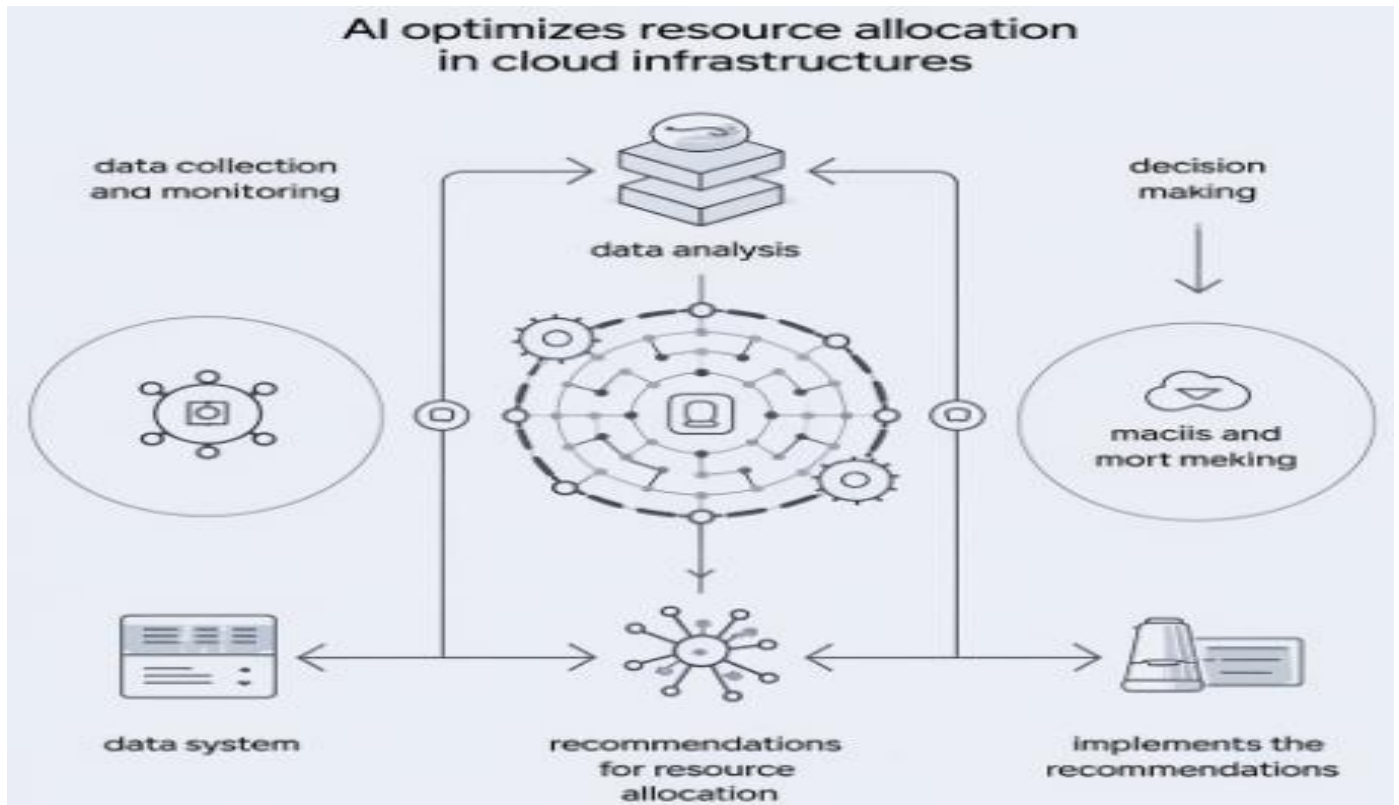 AI optimizes resource allocation
in cloud infrastructures
data collection
and monitoring
decision
making
data analysis
maciis and
mort meking
data system
recommendations
for resource
allocation
implements the
recommendations